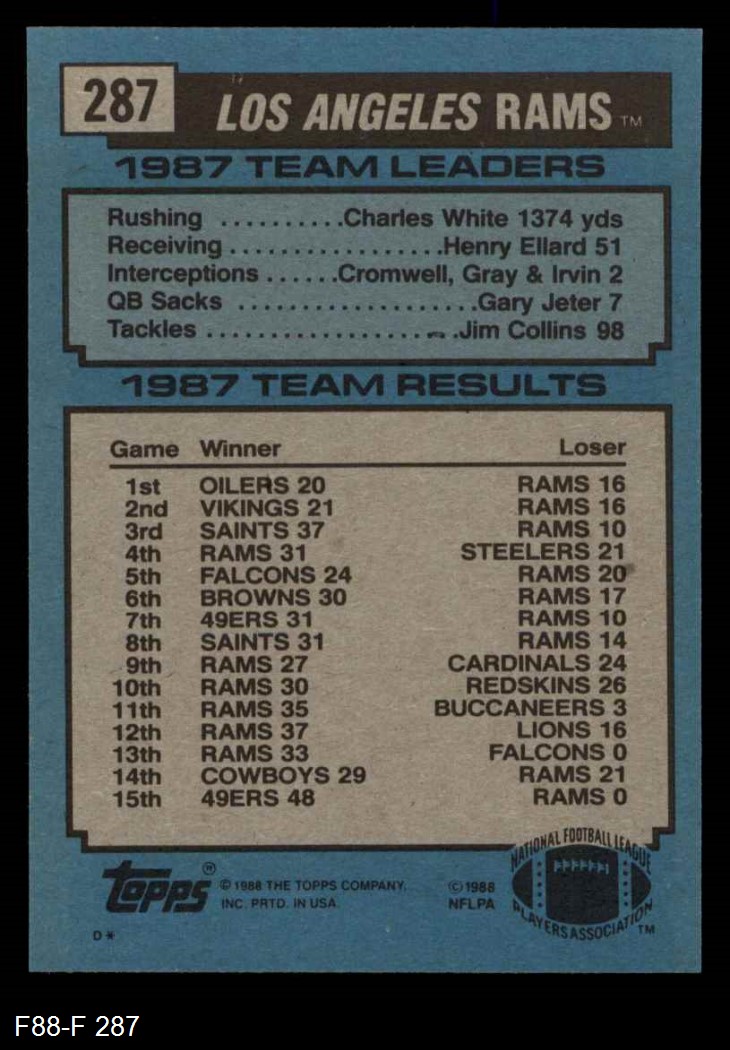 287
LOS ANGELES RAMS™
1987 TEAM LEADERS
Rushing ..........Charles White 1374 yds
Receiving.................Henry Ellard 51
Interceptions ......Cromwell, Gray & Irvin 2
QB Sacks ...................Gary Jeter 7
Tackles ....................Jim Collins 98
1987 TEAM RESULTS
Game Winner Loser
1st OILERS 20 RAMS 16
2nd VIKINGS 21 RAMS 16
3rd SAINTS 37 RAMS 10
4th RAMS 31 STEELERS 21
5th FALCONS 24 RAMS 20
6th BROWNS 30 RAMS 17
7th 49ERS 31 RAMS 10
8th SAINTS 31 RAMS 14
9th RAMS 27 CARDINALS 24
10th RAMS 30 REDSKINS 26
11th RAMS 35 BUCCANEERS 3
12th RAMS 37 LIONS 16
13th RAMS 33 FALCONS 0
14th COWBOYS 29 RAMS 21
15th 49ERS 48 RAMS 0
Topps®
© 1988 THE TOPPS COMPANY,
INC. PRTD. IN USA.
© 1988
NFLPA
NATIONAL FOOTBALL LEAGUE
PLAYERS ASSOCIATION™
D*
F88-F 287